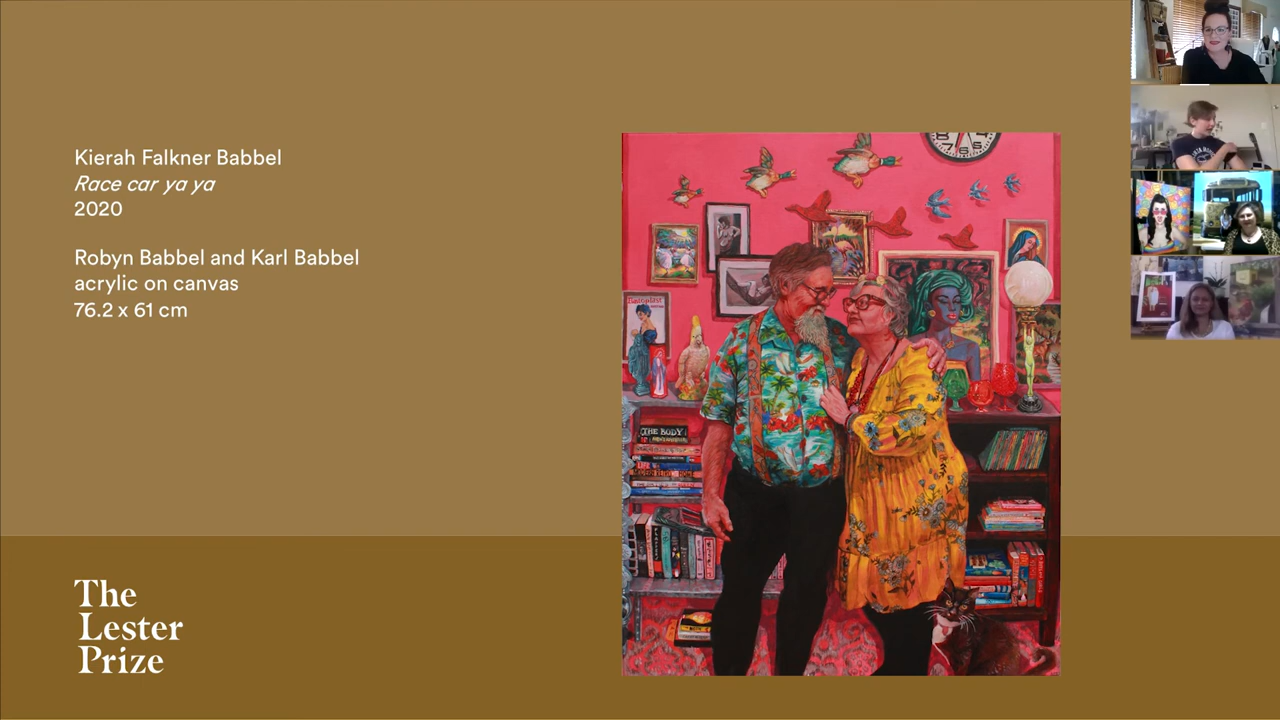 Kierah Falkner Babbel
Race car ya ya
2020
Robyn Babbel and Karl Babbel
acrylic on canvas
76.2 x 61 cm
The
Lester
Prize
THE BODY